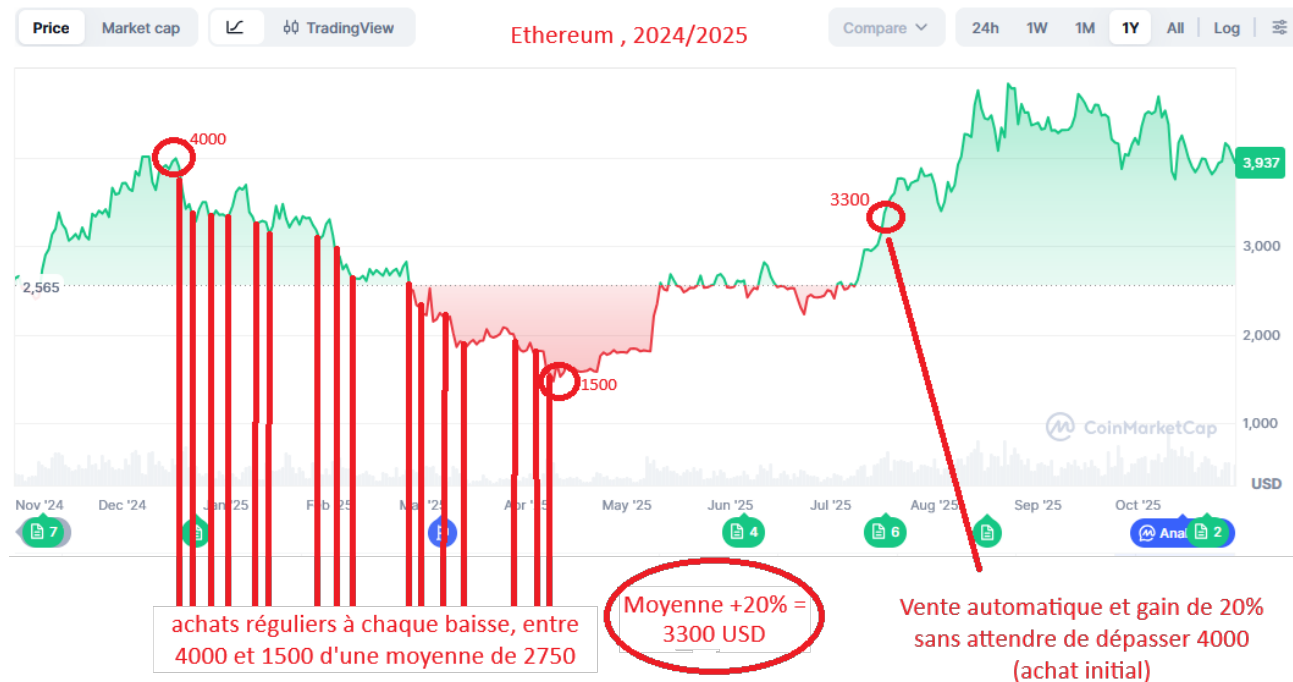 Price Market cap TradingView Ethereum , 2024/2025 Compare 24h 1W 1M 1Y All Log
4000
3,937
3300
3,000
2,565
2,000
1500
1,000
CoinMarketCap
USD
Nov '24 Dec '24 Jan '25 Feb '25 Mar '25 Apr '25 May '25 Jun '25 Jul '25 Aug '25 Sep '25 Oct '25
7 4 6 Anal 2
achats réguliers à chaque baisse, entre
4000 et 1500 d'une moyenne de 2750
Moyenne +20% =
3300 USD
Vente automatique et gain de 20%
sans attendre de dépasser 4000
(achat initial)